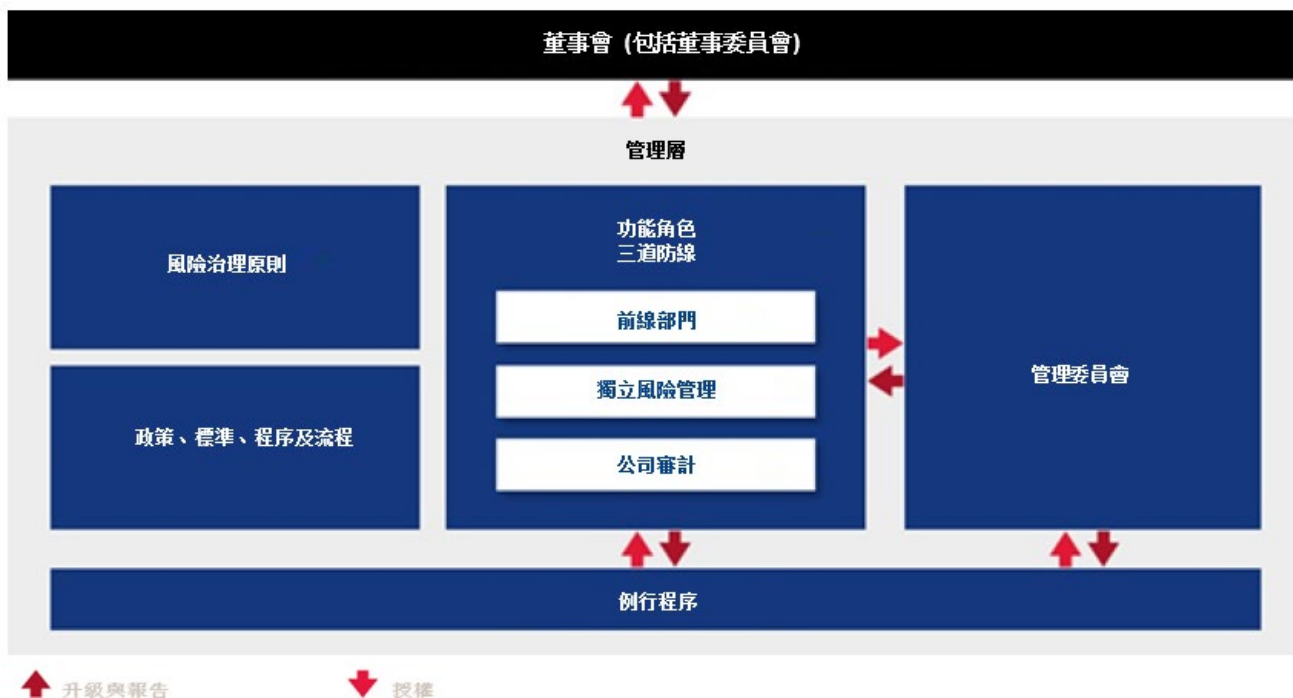 董事會 (包括董事委員會)
管理層
風險治理原則
政策、標準、程序及流程
功能角色
三道防線
前線部門
獨立風險管理
公司審計
管理委員會
例行程序
升級與報告
授權